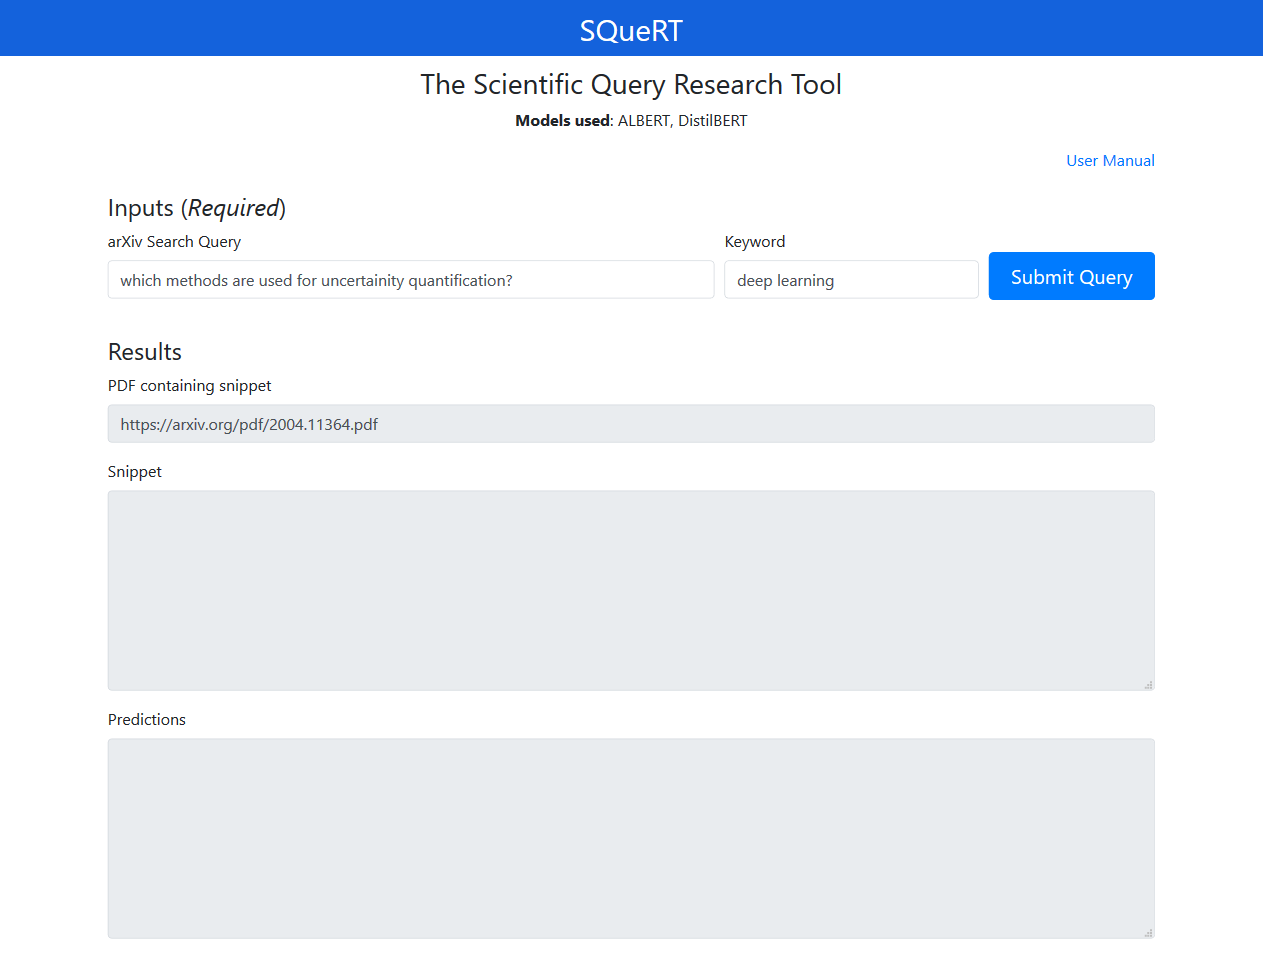 SQueRT
The Scientific Query Research Tool
Models used: ALBERT, DistilBERT
User Manual
Inputs (Required)
arXiv Search Query
Keyword
which methods are used for uncertainity quantification?
deep learning
Submit Query
Results
PDF containing snippet
https://arxiv.org/pdf/2004.11364.pdf
Snippet
Predictions